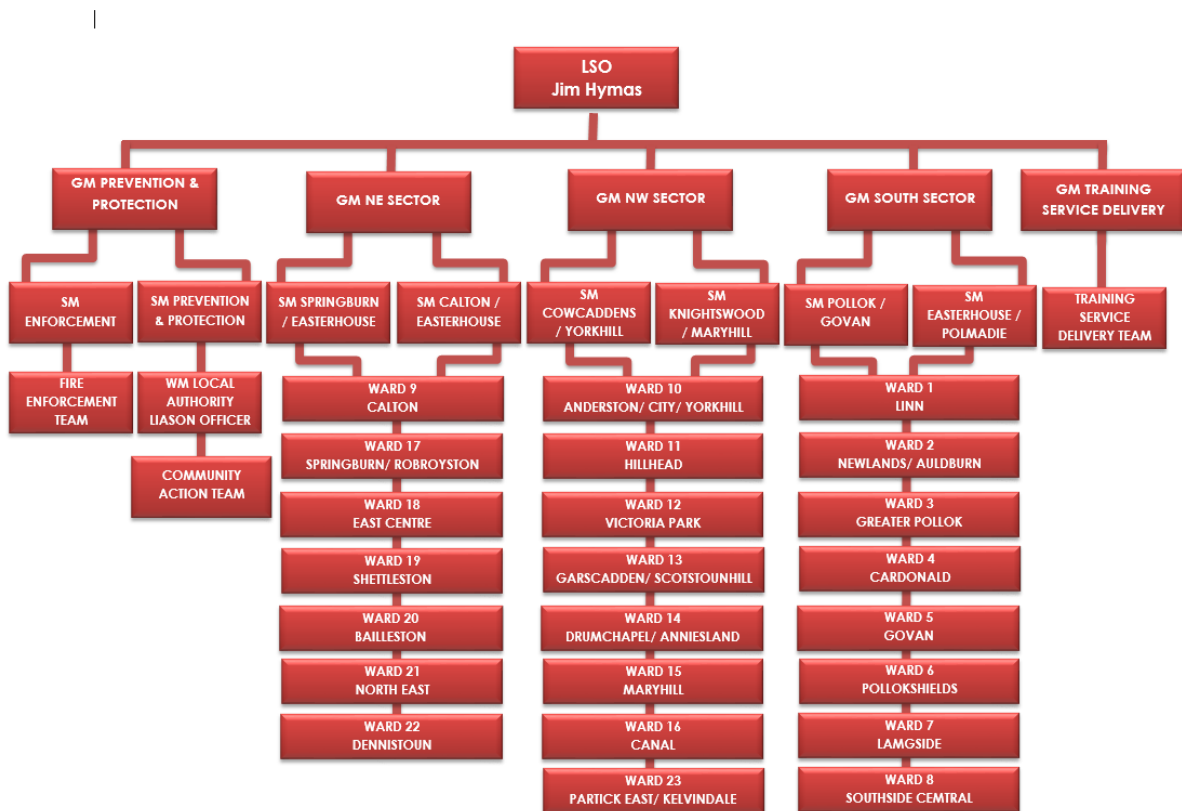 LSO
Jim Hymas
GM PREVENTION &
PROTECTION
GM NE SECTOR
GM NW SECTOR
GM SOUTH SECTOR
GM TRAINING
SERVICE DELIVERY
SM
ENFORCEMENT
SM PREVENTION
& PROTECTION
SM SPRINGBURN
/ EASTERHOUSE
SM CALTON /
EASTERHOUSE
SM
COWCADDENS
/ YORKHILL
SM
KNIGHTSWOOD
/ MARYHILL
SM POLLOK /
GOVAN
SM
EASTERHOUSE /
POLMADIE
TRAINING
SERVICE
DELIVERY TEAM
FIRE
ENFORCEMENT
TEAM
WM LOCAL
AUTHORITY
LIASON OFFICER
COMMUNITY
ACTION TEAM
WARD 9
CALTON
WARD 17
SPRINGBURN/ ROBROYSTON
WARD 18
EAST CENTRE
WARD 19
SHETTLESTON
WARD 20
BAILLESTON
WARD 21
NORTH EAST
WARD 22
DENNISTOUN
WARD 10
ANDERSTON/ CITY/ YORKHILL
WARD 11
HILLHEAD
WARD 12
VICTORIA PARK
WARD 13
GARSCADDEN/ SCOTSTOUNHILL
WARD 14
DRUMCHAPEL/ ANNIESLAND
WARD 15
MARYHILL
WARD 16
CANAL
WARD 23
PARTICK EAST/ KELVINDALE
WARD 1
LINN
WARD 2
NEWLANDS/ AULDBURN
WARD 3
GREATER POLLOK
WARD 4
CARDONALD
WARD 5
GOVAN
WARD 6
POLLOKSHIELDS
WARD 7
LAMGSIDE
WARD 8
SOUTHSIDE CEMTRAL